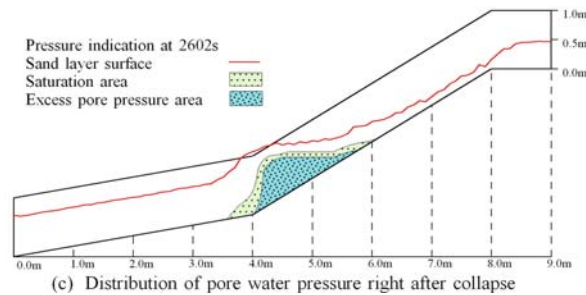 Pressure indication at 2602s
Sand layer surface
Saturation area
Excess pore pressure area
1.0m
0.5m
0.0m
0.0m 1.0m 2.0m 3.0m 4.0m 5.0m 6.0m 7.0m 8.0m 9.0m
(c) Distribution of pore water pressure right after collapse